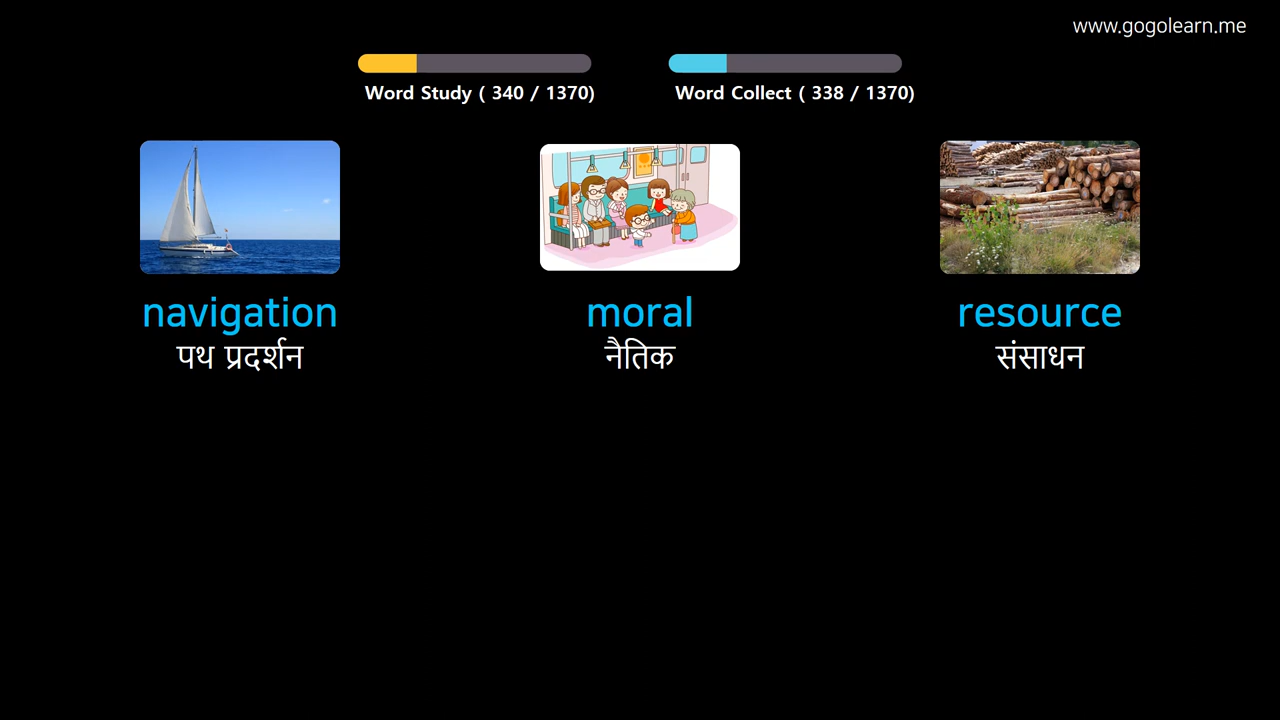 www.gogolearn.me
Word Study ( 340 / 1370)
Word Collect ( 338 / 1370)
navigation
पथ प्रदर्शन
moral
नैतिक
resource
संसाधन